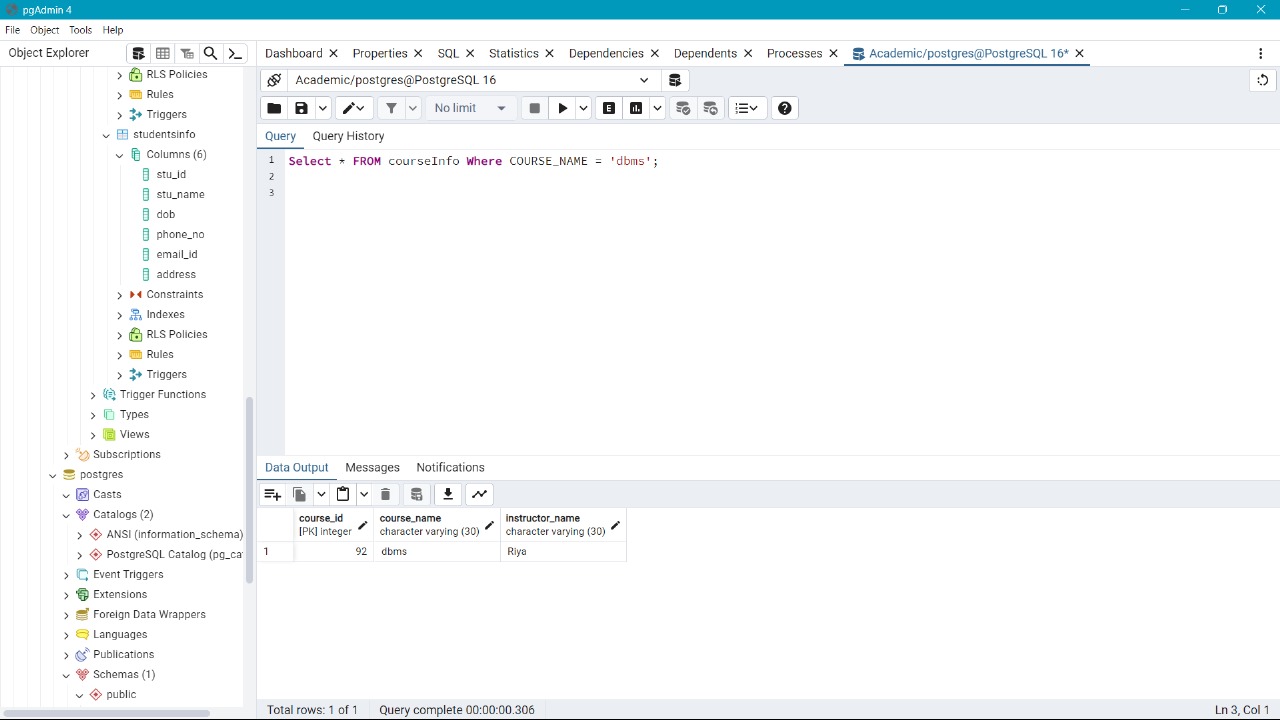 pgAdmin 4
File Object Tools Help
Object Explorer
Dashboard Properties SQL Statistics Dependencies Dependents Processes Academic/postgres@PostgreSQL 16*
RLS Policies
Rules
Triggers
studentsinfo
Columns (6)
stu_id
stu_name
dob
phone_no
email_id
address
Constraints
Indexes
RLS Policies
Rules
Triggers
Trigger Functions
Types
Views
Subscriptions
postgres
Casts
Catalogs (2)
ANSI (information_schema)
PostgreSQL Catalog (pg_ca
Event Triggers
Extensions
Foreign Data Wrappers
Languages
Publications
Schemas (1)
public
Academic/postgres@PostgreSQL 16
No limit
E
Query Query History
1 Select * FROM courseInfo Where COURSE_NAME = 'dbms';
2
3
Data Output Messages Notifications
course_id course_name instructor_name
[PK] integer character varying (30) character varying (30)
1 92 dbms Riya
Total rows: 1 of 1 Query complete 00:00:00.306 Ln 3, Col 1